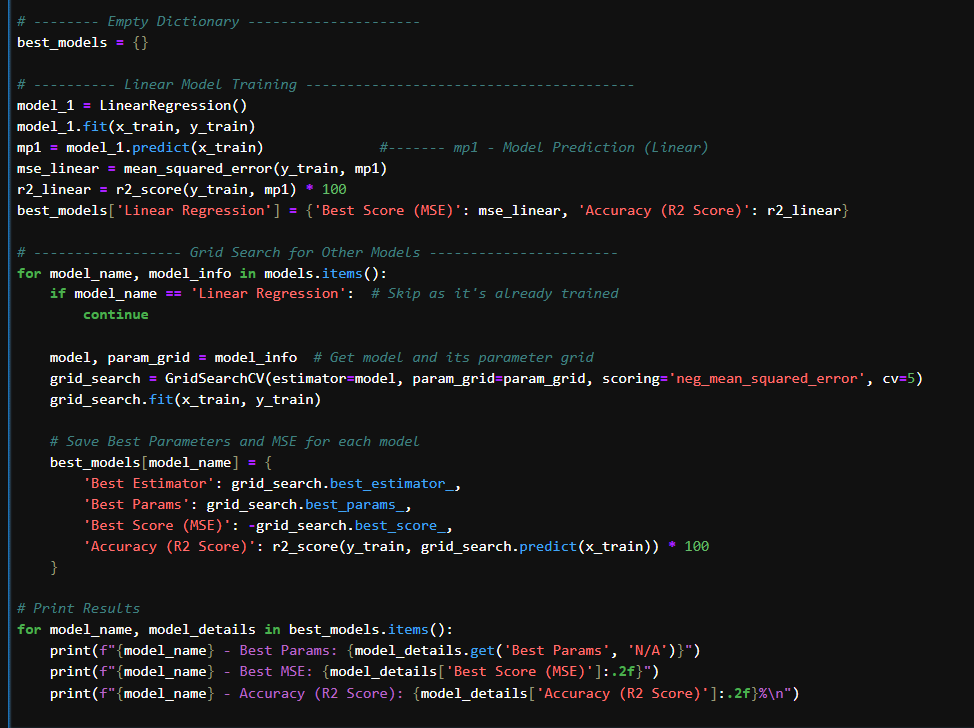 # -------- Empty Dictionary ---------------------
best_models = {}
# ---------- Linear Model Training ----------------------------------------
model_1 = LinearRegression()
model_1.fit(x_train, y_train)
mp1 = model_1.predict(x_train)              #------- mp1 - Model Prediction (Linear)
mse_linear = mean_squared_error(y_train, mp1)
r2_linear = r2_score(y_train, mp1) * 100
best_models['Linear Regression'] = {'Best Score (MSE)': mse_linear, 'Accuracy (R2 Score)': r2_linear}
# ------------------ Grid Search for Other Models -----------------------
for model_name, model_info in models.items():
    if model_name == 'Linear Regression':  # Skip as it's already trained
        continue
    model, param_grid = model_info  # Get model and its parameter grid
    grid_search = GridSearchCV(estimator=model, param_grid=param_grid, scoring='neg_mean_squared_error', cv=5)
    grid_search.fit(x_train, y_train)
    # Save Best Parameters and MSE for each model
    best_models[model_name] = {
        'Best Estimator': grid_search.best_estimator_,
        'Best Params': grid_search.best_params_,
        'Best Score (MSE)': -grid_search.best_score_,
        'Accuracy (R2 Score)': r2_score(y_train, grid_search.predict(x_train)) * 100
    }
# Print Results
for model_name, model_details in best_models.items():
    print(f"{model_name} - Best Params: {model_details.get('Best Params', 'N/A')}")
    print(f"{model_name} - Best MSE: {model_details['Best Score (MSE)']:.2f}")
    print(f"{model_name} - Accuracy (R2 Score): {model_details['Accuracy (R2 Score)']:.2f}%\n")